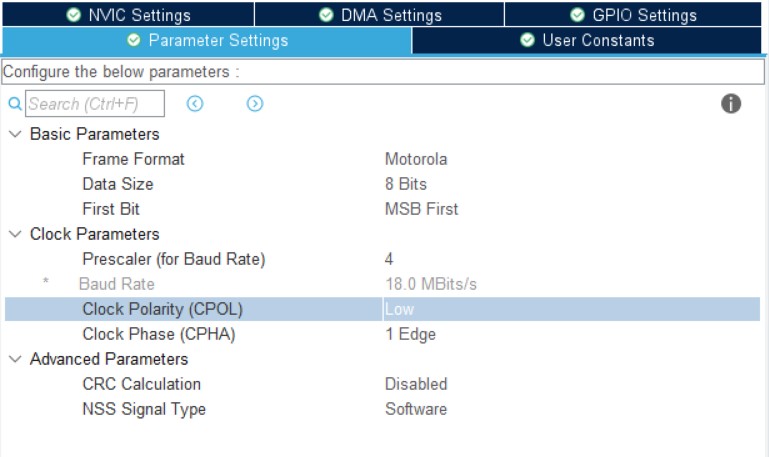 NVIC Settings DMA Settings GPIO Settings
Parameter Settings User Constants
Configure the below parameters :
Search (Ctrl+F)
Basic Parameters
Frame Format Motorola
Data Size 8 Bits
First Bit MSB First
Clock Parameters
Prescaler (for Baud Rate) 4
* Baud Rate 18.0 MBits/s
Clock Polarity (CPOL) Low
Clock Phase (CPHA) 1 Edge
Advanced Parameters
CRC Calculation Disabled
NSS Signal Type Software